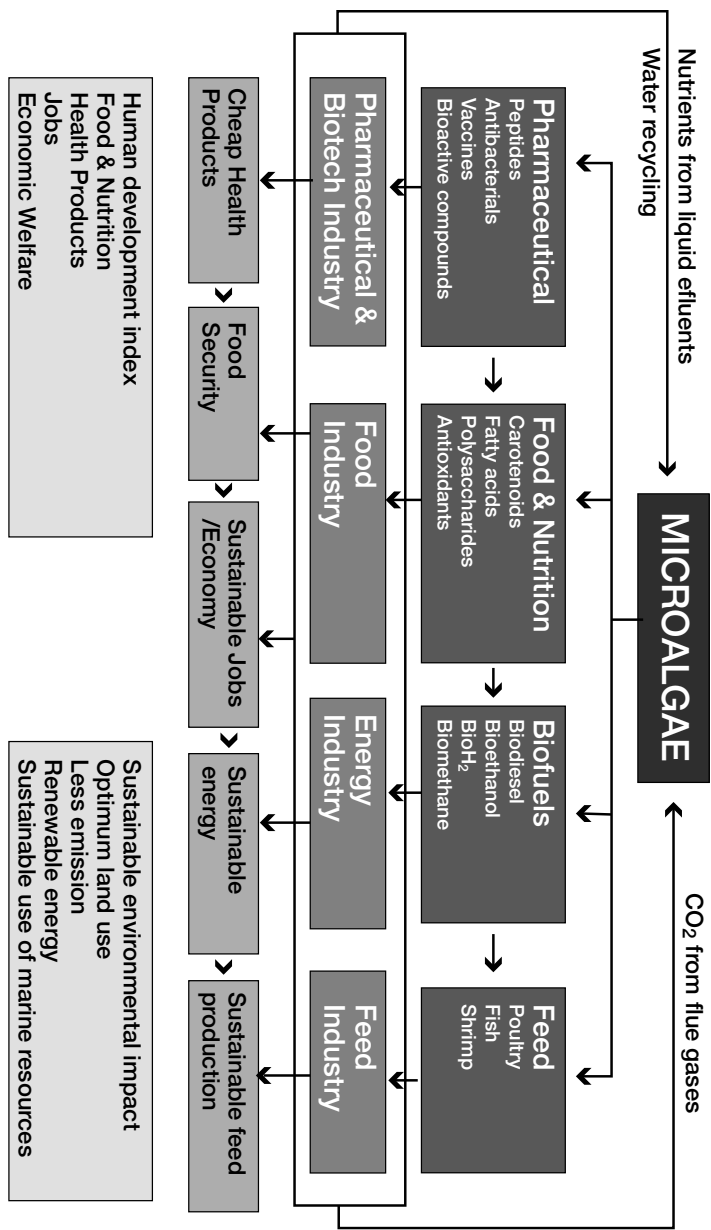 MICROALGAE
Nutrients from liquid efluents
Water recycling
CO₂ from flue gases
Pharmaceutical
Peptides
Antibacterials
Vaccines
Bioactive compounds
Food & Nutrition
Carotenoids
Fatty acids
Polysaccharides
Antioxidants
Biofuels
Biodiesel
Bioethanol
BioH₂
Biomethane
Feed
Poultry
Fish
Shrimp
Pharmaceutical &
Biotech Industry
Food
Industry
Energy
Industry
Feed
Industry
Cheap Health
Products
Food
Security
Sustainable Jobs
/Economy
Sustainable
energy
Sustainable feed
production
Human development index
Food & Nutrition
Health Products
Jobs
Economic Welfare
Sustainable environmental impact
Optimum land use
Less emission
Renewable energy
Sustainable use of marine resources